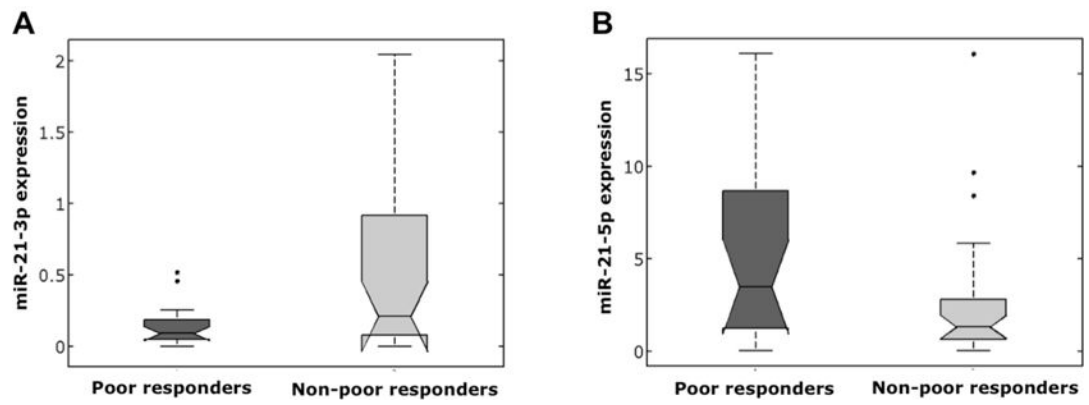 A
miR-21-3p expression
2
1.5
1
0.5
0
Poor responders
Non-poor responders
B
miR-21-5p expression
15
10
5
0
Poor responders
Non-poor responders